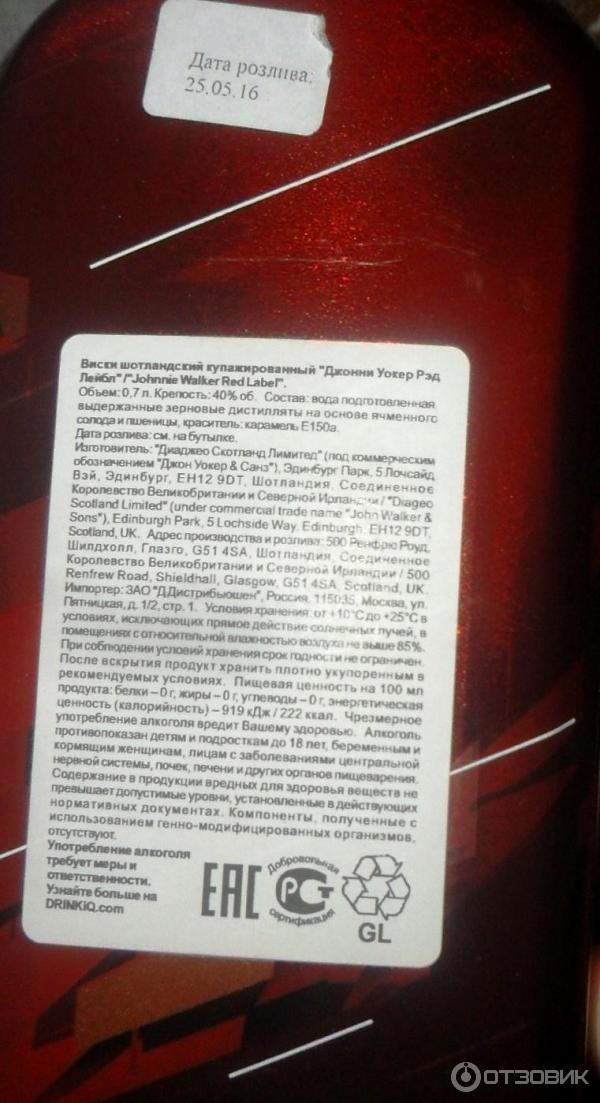 Дата розлива:
25.05.16
Виски шотландский купажированный "Джонни Уокер Рэд
Лейбл" /"Johnnie Walker Red Label".
Объем: 0,7 л. Крепость: 40% об. Состав: вода подготовленная,
выдержанные зерновые дистилляты на основе ячменного
солода и пшеницы, краситель: карамель Е150а.
Дата розлива: см. на бутылке.
Изготовитель: "Диаджео Скотланд Лимитед" (под коммерческим
обозначением "Джон Уокер & Санз"), Эдинбург Парк, 5 Лочсайд
Вэй, Эдинбург, EH12 9DT, Шотландия, Соединенное
Королевство Великобритании и Северной Ирландии / "Diageo
Scotland Limited" (under commercial trade name "John Walker &
Sons"), Edinburgh Park, 5 Lochside Way, Edinburgh, EH12 9DT,
Scotland, UK. Адрес производства и розлива: 500 Ренфрю Роуд,
Шилдхолл, Глазго, G51 4SA, Шотландия, Соединенное
Королевство Великобритании и Северной Ирландии / 500
Renfrew Road, Shieldhall, Glasgow, G51 4SA, Scotland, UK.
Импортер: ЗАО "ДДистрибьюшен", Россия, 115035, Москва, ул.
Пятницкая, д. 1/2, стр. 1. Условия хранения: от +10°С до +25°С в
условиях, исключающих прямое действие солнечных лучей, в
помещениях с относительной влажностью воздуха не выше 85%.
При соблюдении условий хранения срок годности не ограничен.
После вскрытия продукт хранить плотно укупоренным в
рекомендуемых условиях. Пищевая ценность на 100 мл
продукта: белки – 0 г, жиры – 0 г, углеводы – 0 г, энергетическая
ценность (калорийность) – 919 кДж / 222 ккал. Чрезмерное
употребление алкоголя вредит Вашему здоровью. Алкоголь
противопоказан детям и подросткам до 18 лет, беременным и
кормящим женщинам, лицам с заболеваниями центральной
нервной системы, почек, печени и других органов пищеварения.
Содержание в продукции вредных для здоровья веществ не
превышает допустимые уровни, установленные в действующих
нормативных документах. Компоненты, полученные с
использованием генно-модифицированных организмов,
отсутствуют.
Употребление алкоголя
требует меры и
ответственности.
Узнайте больше на
DRINKiQ.com
ЕАС
Добровольная
РСТ
сертификация
GL
ОТЗОВИК